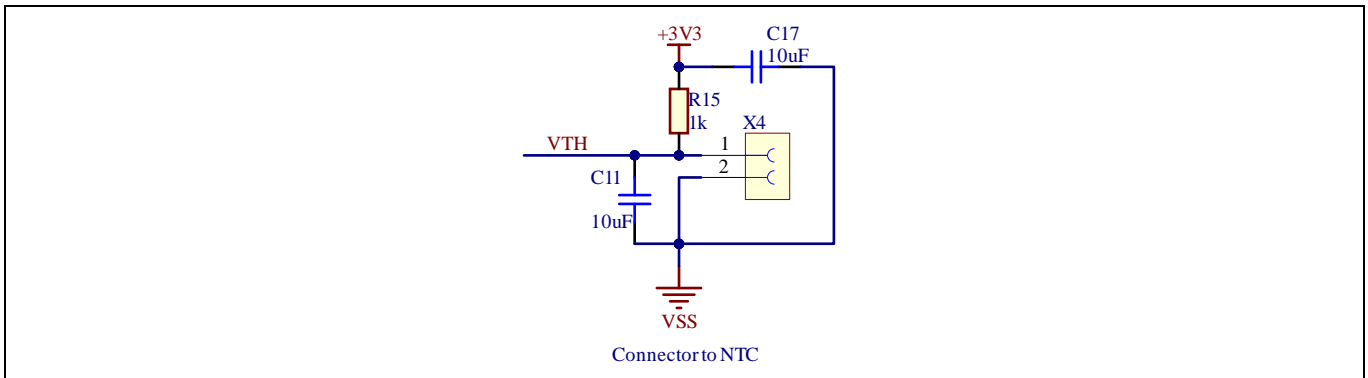 +3V3
C17
10uF
R15
1k
X4
VTH
1
2
C11
10uF
VSS
Connector to NTC